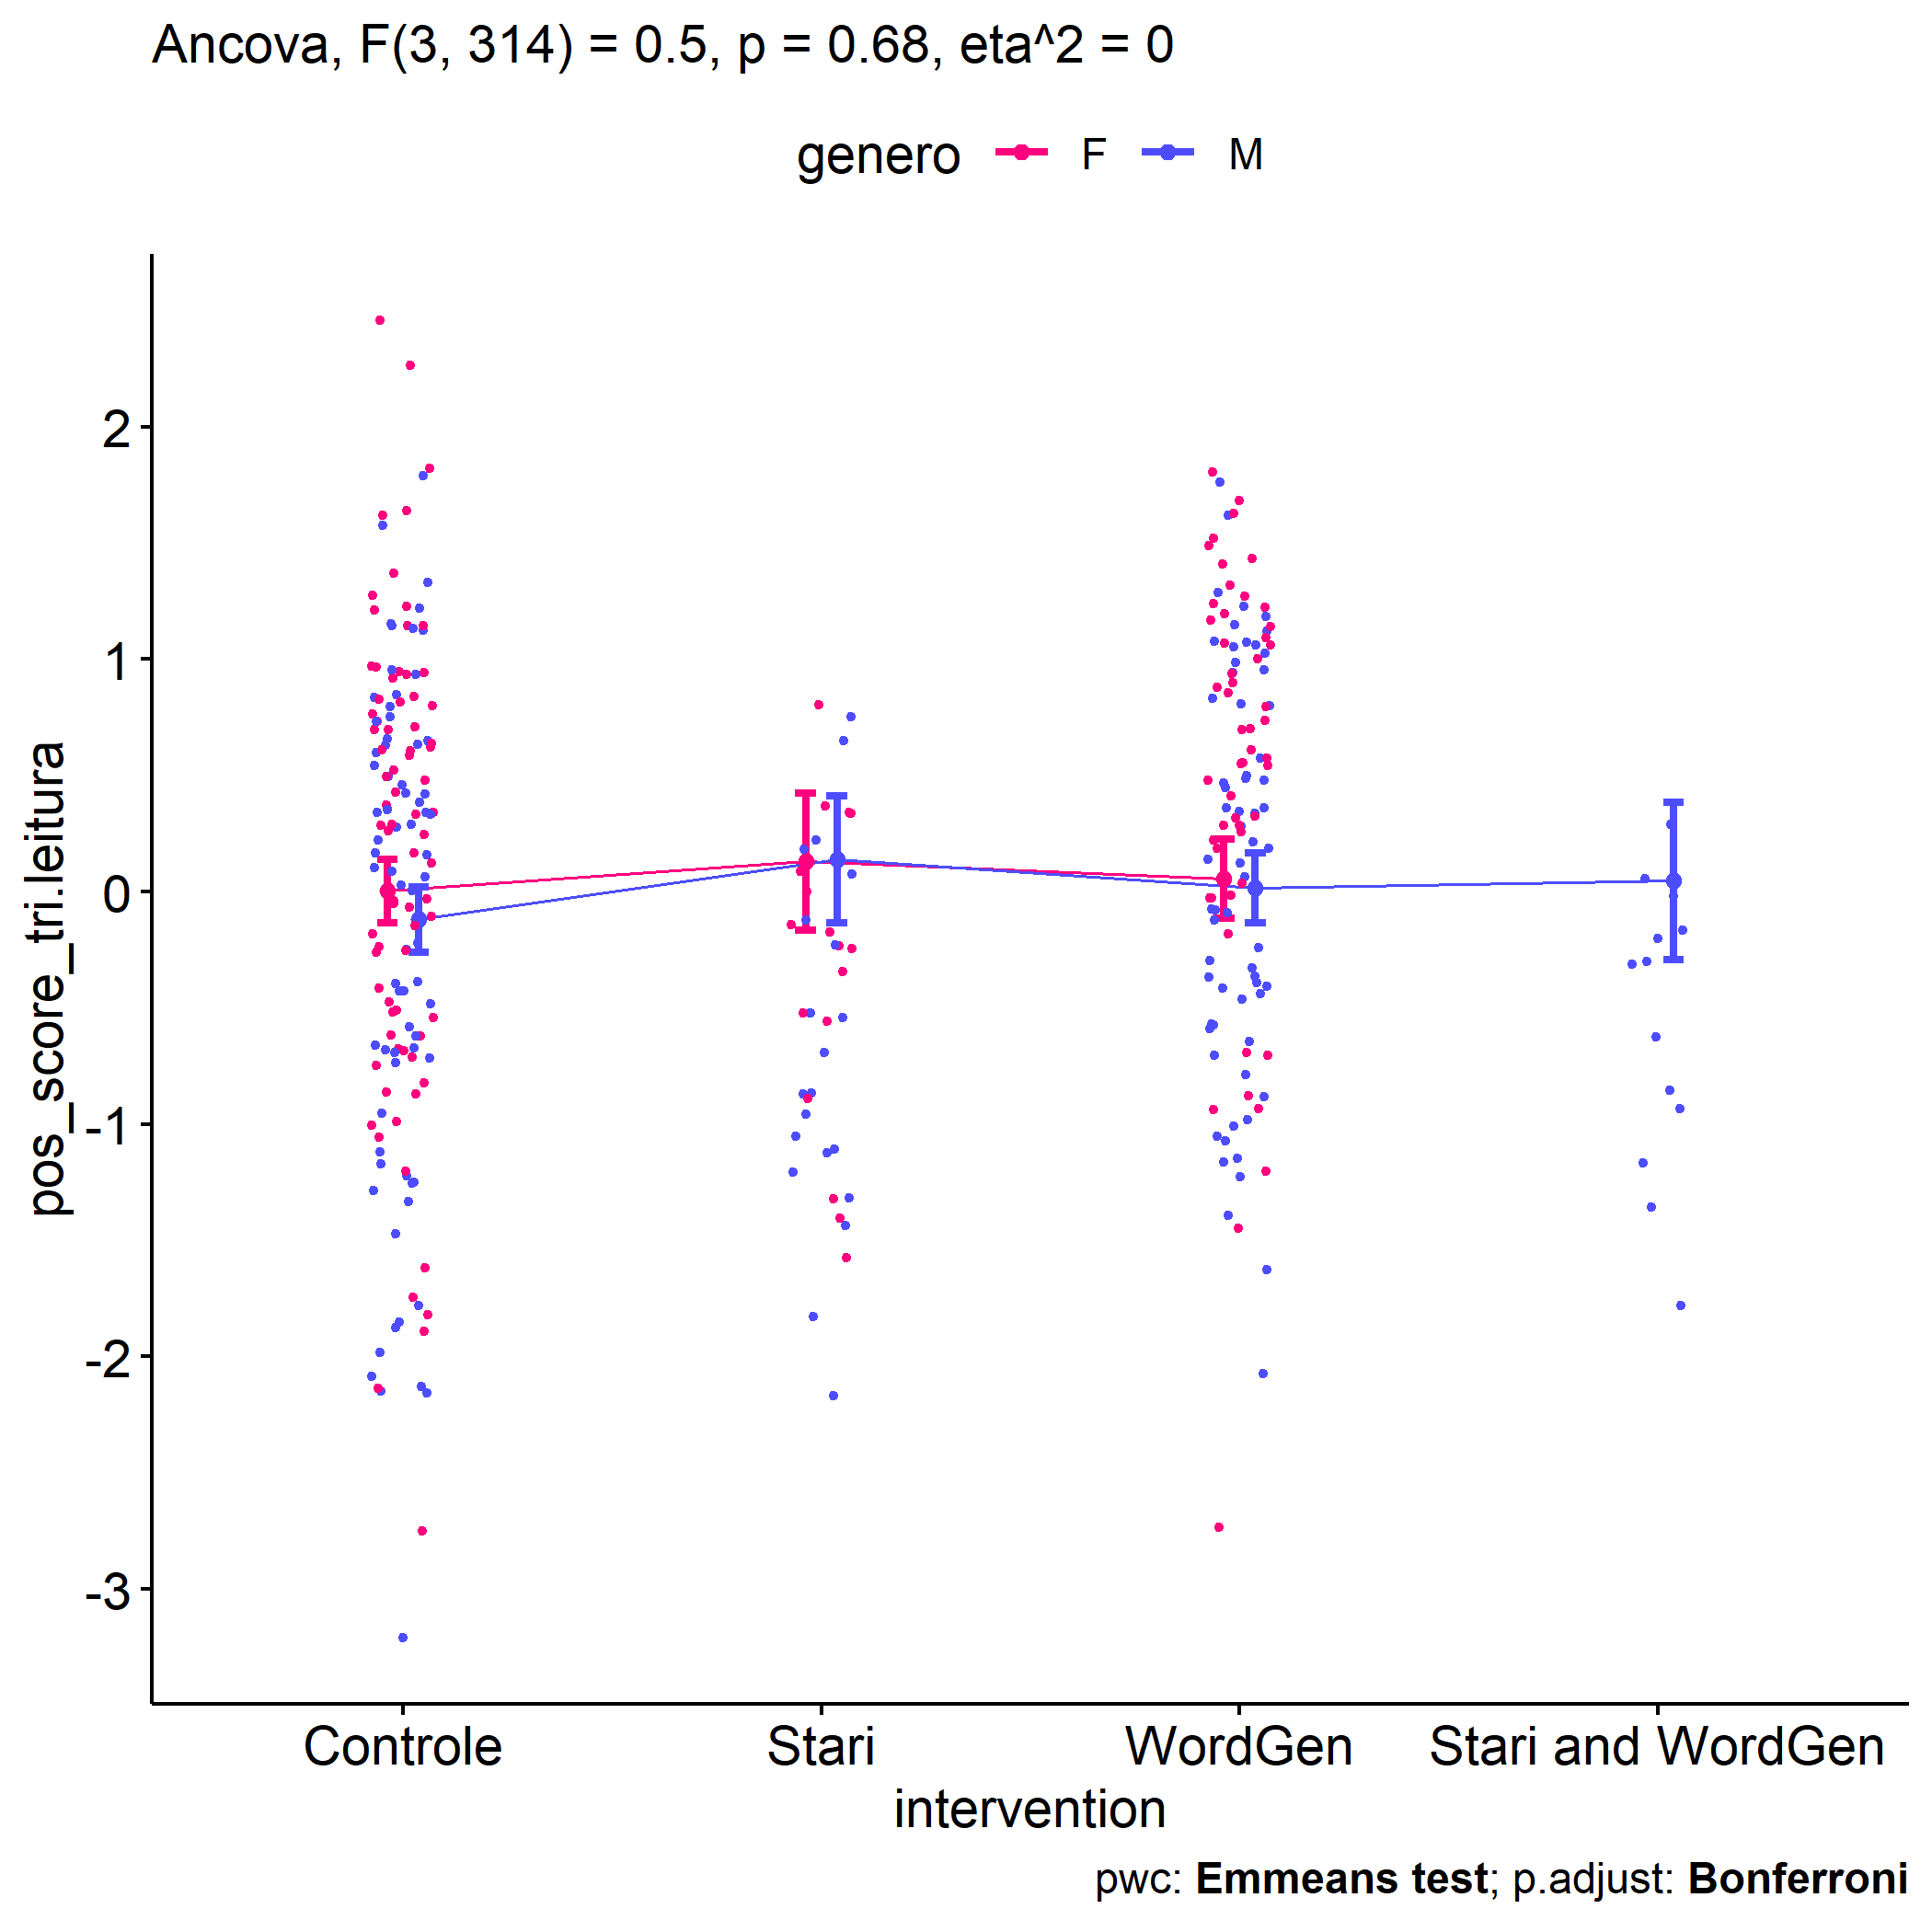 Ancova, F(3, 314) = 0.5, p = 0.68, eta^2 = 0
genero F M
pos_score_tri.leitura
2
1
0
-1
-2
-3
Controle Stari WordGen Stari and WordGen
intervention
pwc: Emmeans test; p.adjust: Bonferroni